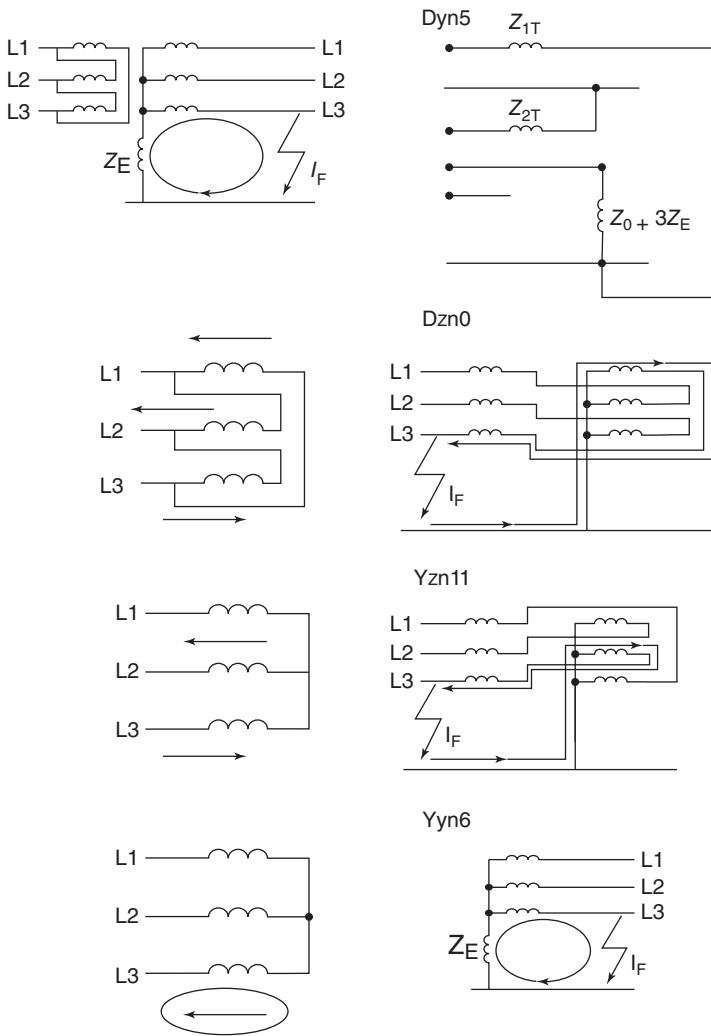 Dyn5
L1
L2
L3
L1
L2
L3
Z_E
I_F
Z_1T
Z_2T
Z_0 + 3Z_E
Dzn0
L1
L2
L3
L1
L2
L3
I_F
Yzn11
L1
L2
L3
L1
L2
L3
I_F
Yyn6
L1
L2
L3
L1
L2
L3
Z_E
I_F